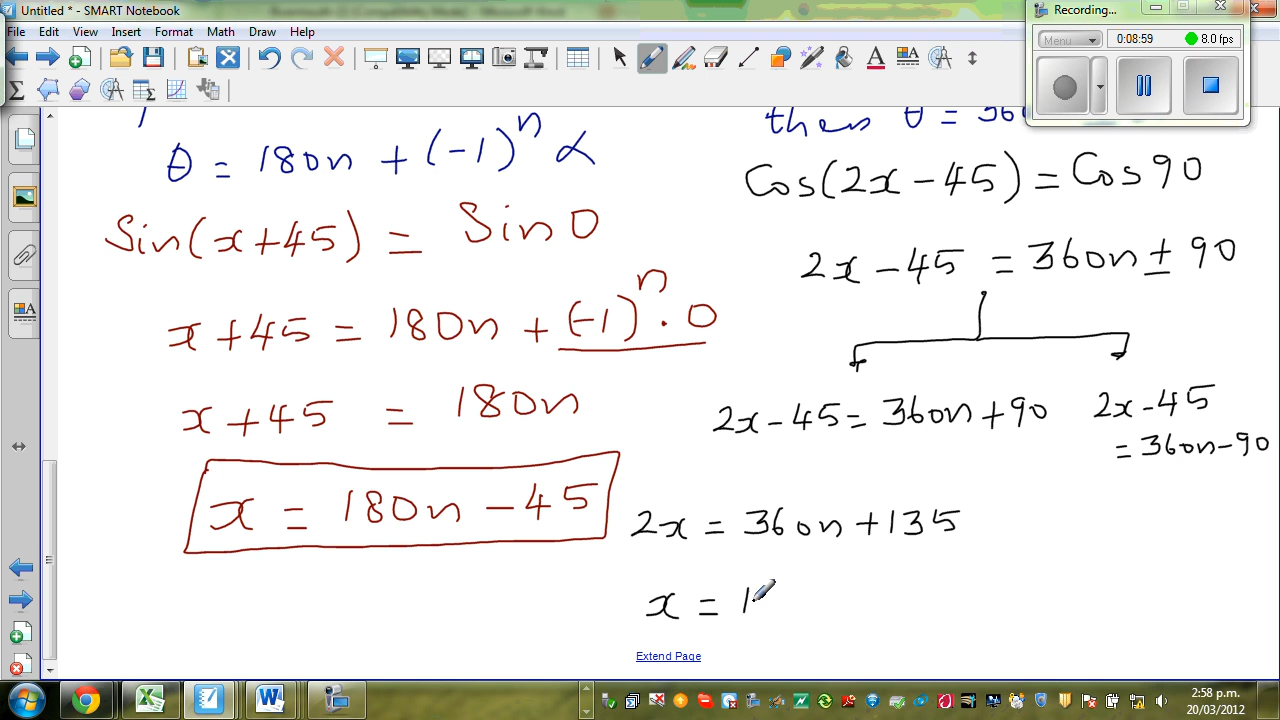 Untitled * - SMART Notebook
File Edit View Insert Format Math Draw Help
Recording...
Menu 0:08:59 8.0 fps
θ = 180n + (-1)^n α
Sin(x+45) = Sin 0
x+45 = 180n + (-1)^n . 0
x+45 = 180n
x = 180n - 45
then θ = 360
Cos(2x-45) = Cos 90
2x-45 = 360n ± 90
2x-45 = 360n+90
2x-45
= 360n-90
2x = 360n+135
x = 1
Extend Page
2:58 p.m.
20/03/2012